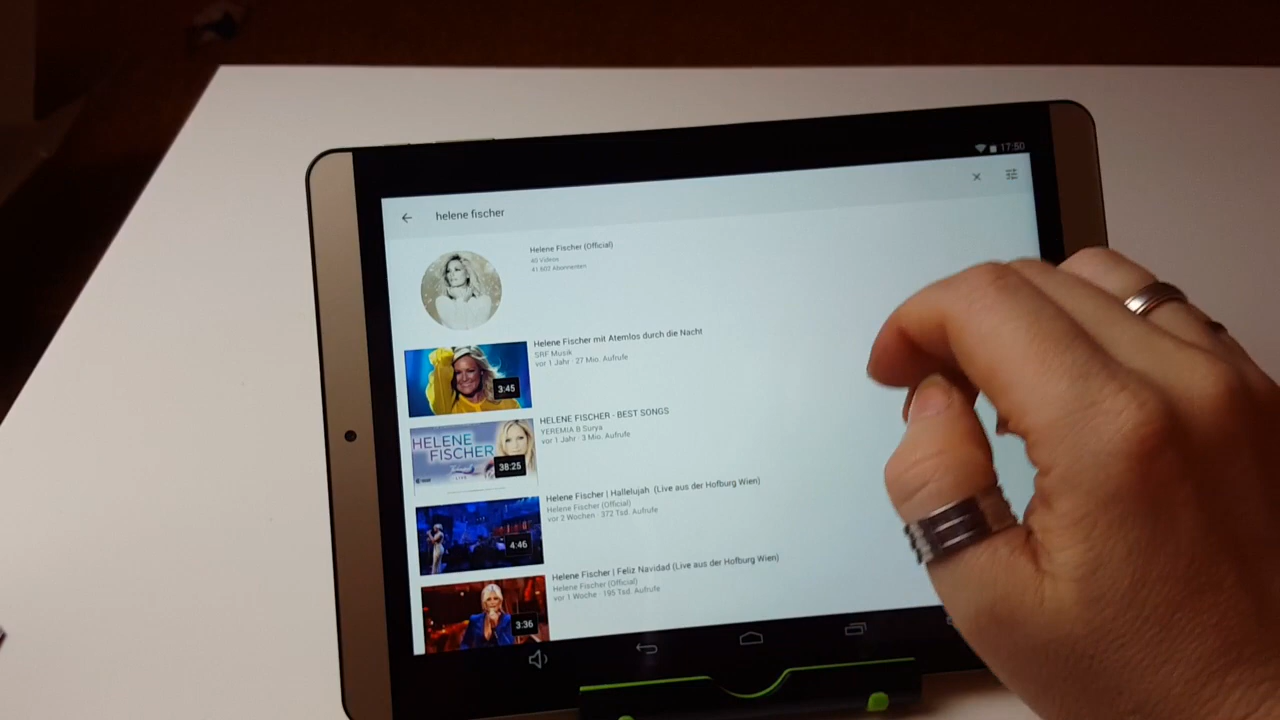 17:50
helene fischer
Helene Fischer (Official)
40 Videos
41 603 Abonnenten
Helene Fischer mit Atemlos durch die Nacht
SRF Musik
vor 1 Jahr · 27 Mio. Aufrufe
3:45
HELENE FISCHER - BEST SONGS
YEREMIA B Surya
vor 1 Jahr · 3 Mio. Aufrufe
HELENE
FISCHER
LIVE
38:25
Helene Fischer | Hallelujah (Live aus der Hofburg Wien)
Helene Fischer (Official)
vor 2 Wochen · 372 Tsd. Aufrufe
4:46
Helene Fischer | Feliz Navidad (Live aus der Hofburg Wien)
Helene Fischer (Official)
vor 1 Woche · 195 Tsd. Aufrufe
3:36